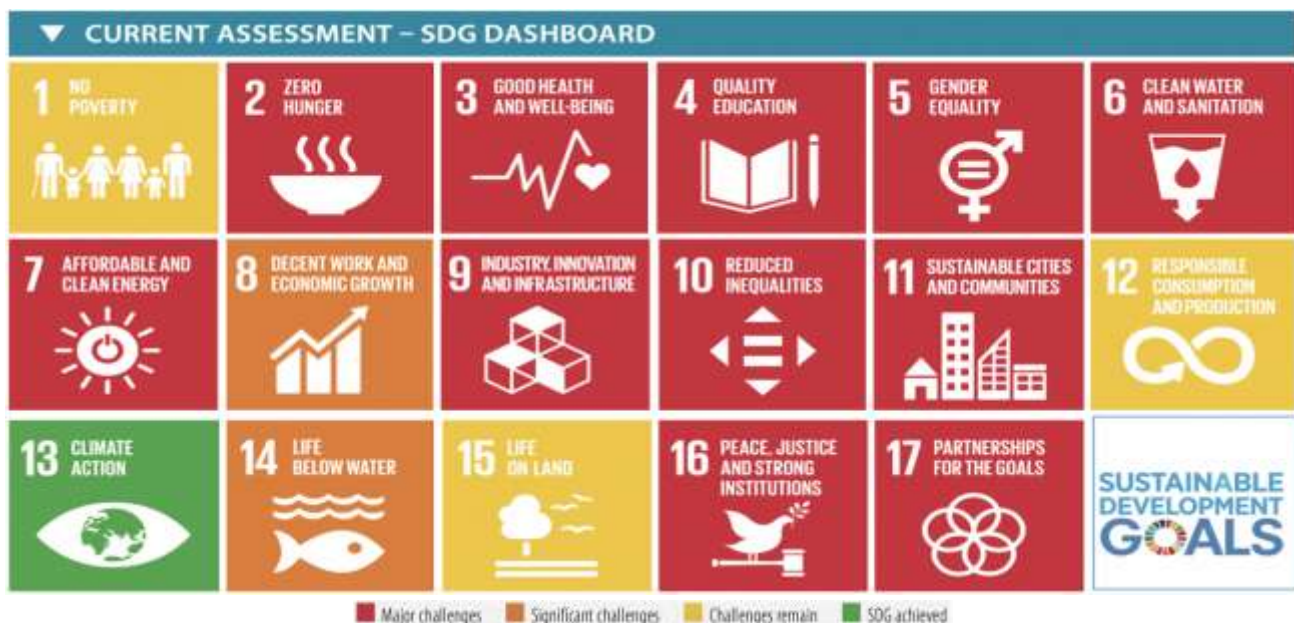 ▼ CURRENT ASSESSMENT – SDG DASHBOARD
1 NO
POVERTY
2 ZERO
HUNGER
3 GOOD HEALTH
AND WELL-BEING
4 QUALITY
EDUCATION
5 GENDER
EQUALITY
6 CLEAN WATER
AND SANITATION
7 AFFORDABLE AND
CLEAN ENERGY
8 DECENT WORK AND
ECONOMIC GROWTH
9 INDUSTRY, INNOVATION
AND INFRASTRUCTURE
10 REDUCED
INEQUALITIES
11 SUSTAINABLE CITIES
AND COMMUNITIES
12 RESPONSIBLE
CONSUMPTION
AND PRODUCTION
13 CLIMATE
ACTION
14 LIFE
BELOW WATER
15 LIFE
ON LAND
16 PEACE, JUSTICE
AND STRONG
INSTITUTIONS
17 PARTNERSHIPS
FOR THE GOALS
SUSTAINABLE
DEVELOPMENT
GOALS
Major challenges Significant challenges Challenges remain SDG achieved